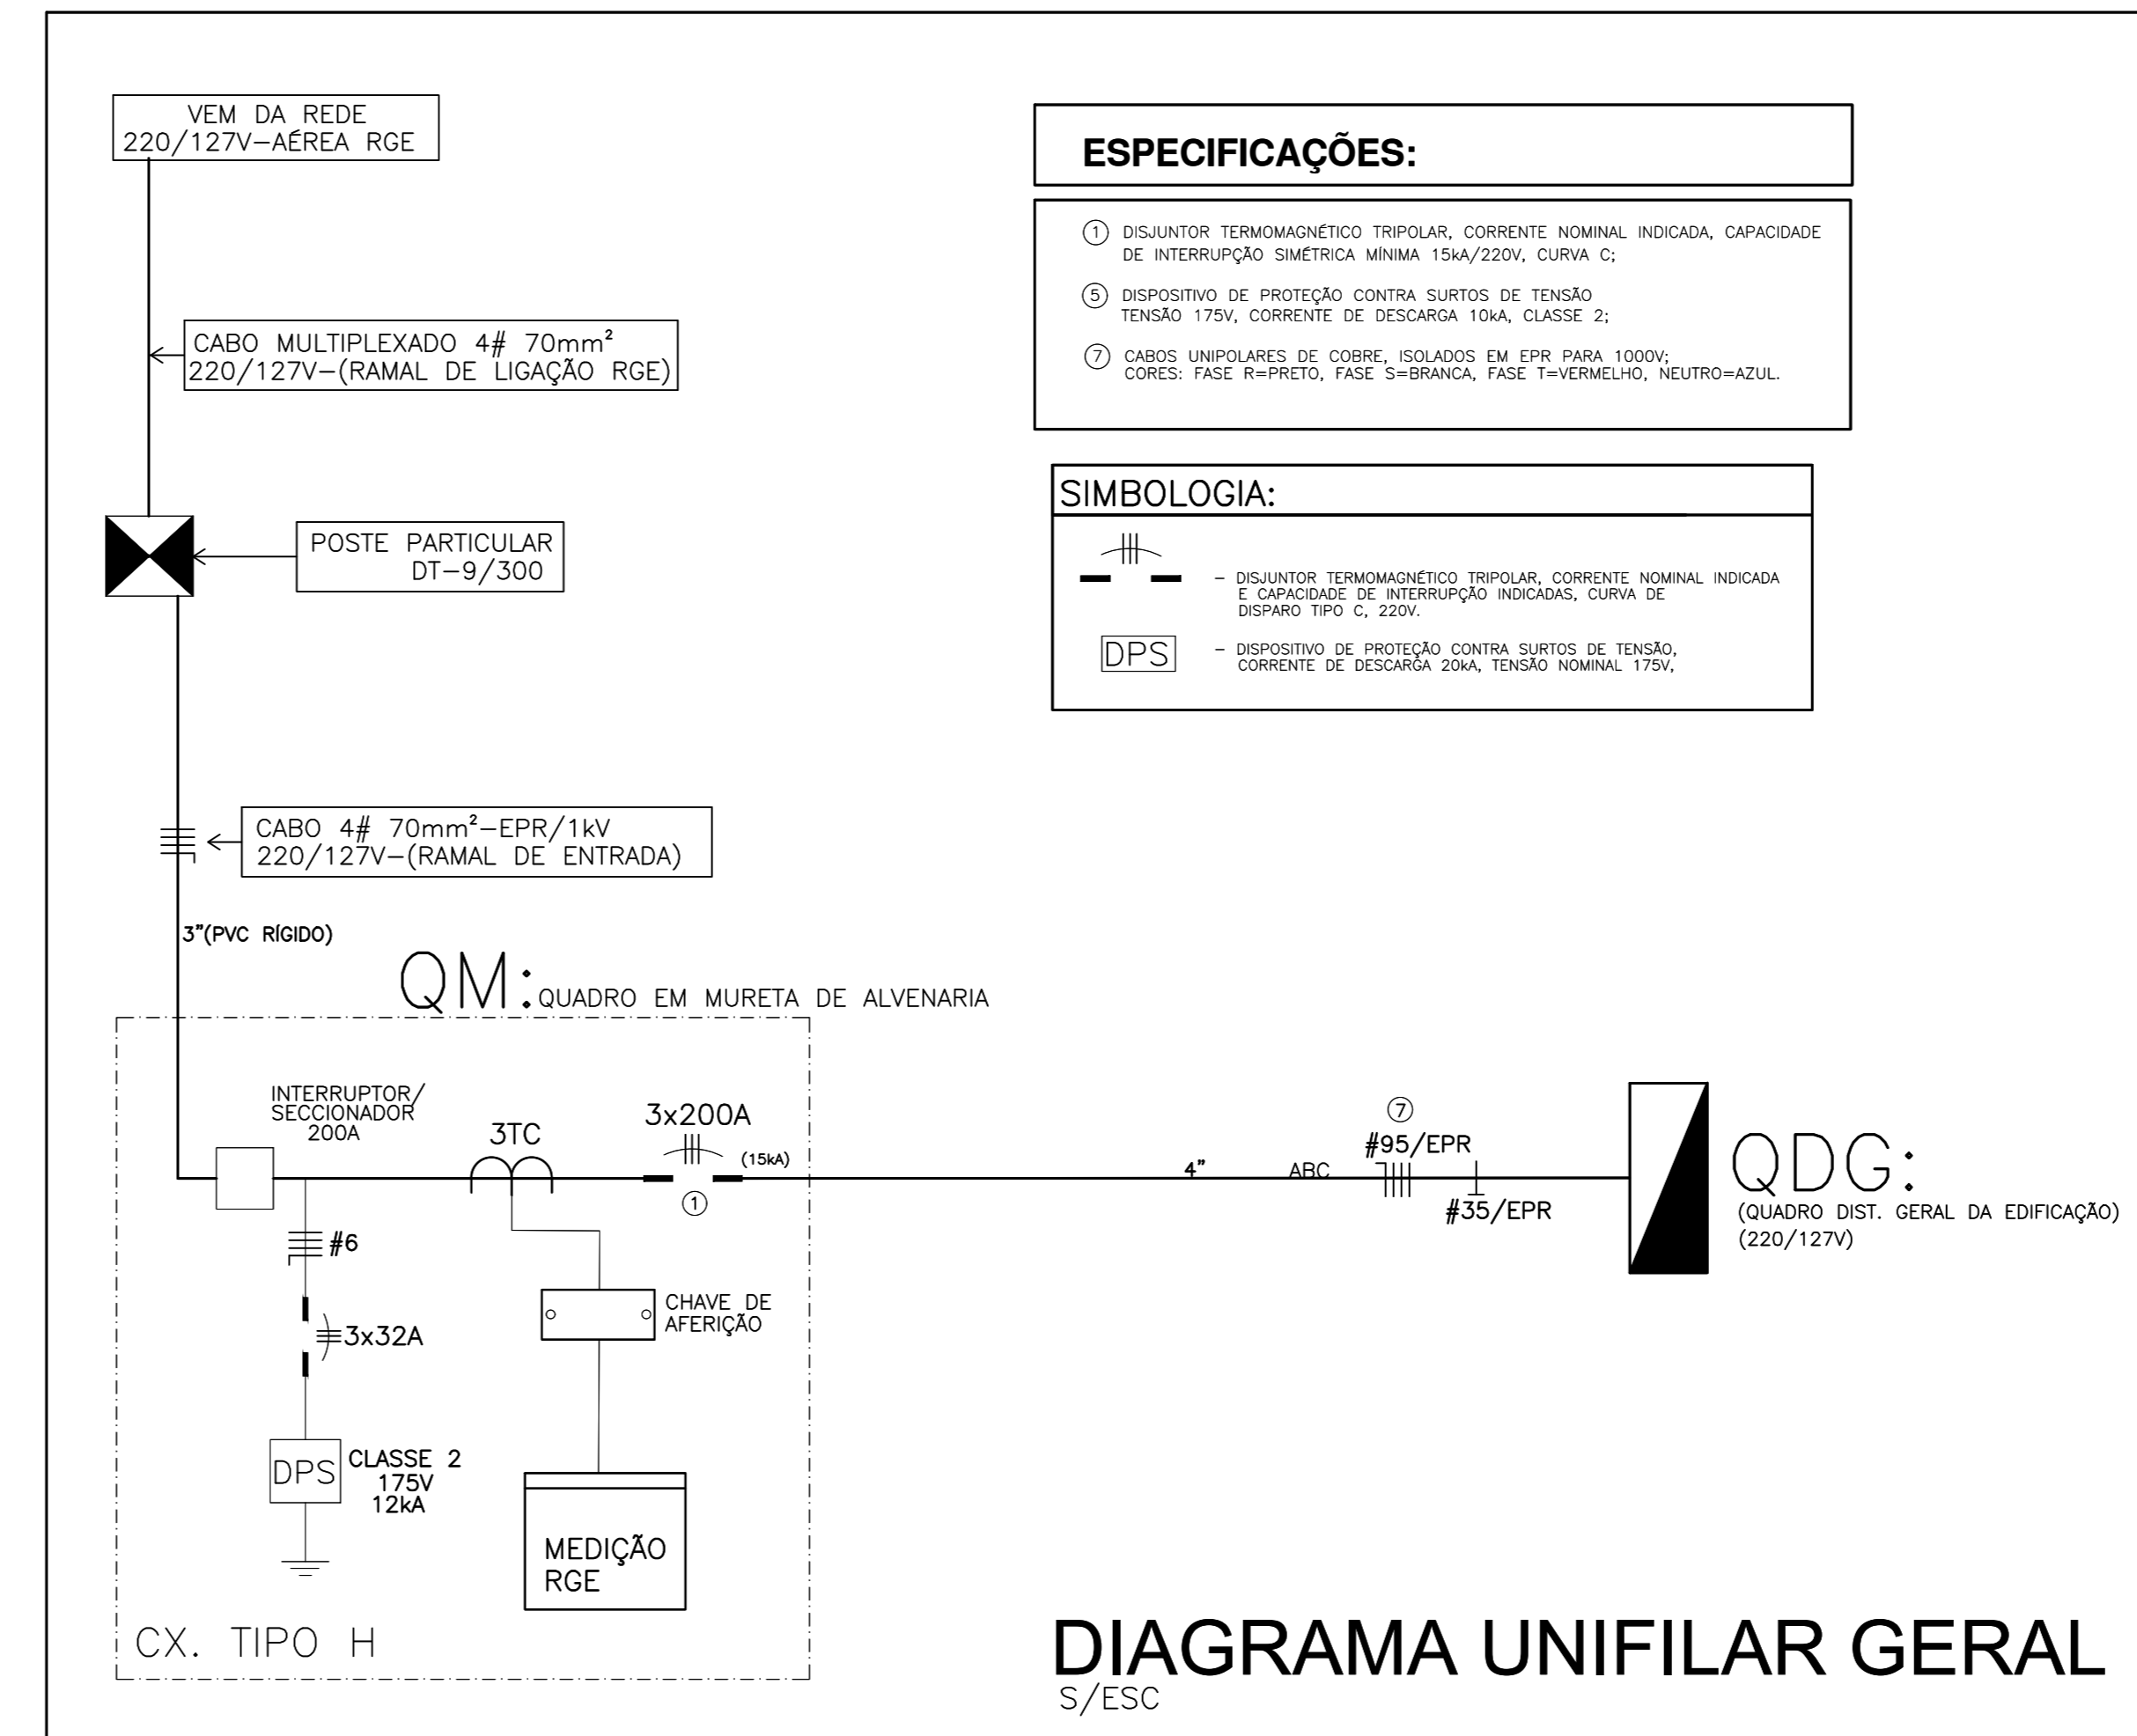 VEM DA REDE
220/127V-AÉREA RGE
CABO MULTIPLEXADO 4# 70mm²
220/127V-(RAMAL DE LIGAÇÃO RGE)
POSTE PARTICULAR
DT-9/300
CABO 4# 70mm²-EPR/1kV
220/127V-(RAMAL DE ENTRADA)
3"(PVC RÍGIDO)
ESPECIFICAÇÕES:
1 DISJUNTOR TERMOMAGNÉTICO TRIPOLAR, CORRENTE NOMINAL INDICADA, CAPACIDADE
DE INTERRUPÇÃO SIMÉTRICA MÍNIMA 15kA/220V, CURVA C;
5 DISPOSITIVO DE PROTEÇÃO CONTRA SURTOS DE TENSÃO
TENSÃO 175V, CORRENTE DE DESCARGA 10kA, CLASSE 2;
7 CABOS UNIPOLARES DE COBRE, ISOLADOS EM EPR PARA 1000V;
CORES: FASE R=PRETO, FASE S=BRANCA, FASE T=VERMELHO, NEUTRO=AZUL.
SIMBOLOGIA:
- DISJUNTOR TERMOMAGNÉTICO TRIPOLAR, CORRENTE NOMINAL INDICADA
E CAPACIDADE DE INTERRUPÇÃO INDICADAS, CURVA DE
DISPARO TIPO C, 220V.
DPS - DISPOSITIVO DE PROTEÇÃO CONTRA SURTOS DE TENSÃO,
CORRENTE DE DESCARGA 20kA, TENSÃO NOMINAL 175V,
QM: QUADRO EM MURETA DE ALVENARIA
INTERRUPTOR/
SECCIONADOR
200A
3TC
3x200A
(15kA)
1
#6
3x32A
DPS
CLASSE 2
175V
12kA
CHAVE DE
AFERIÇÃO
MEDIÇÃO
RGE
CX. TIPO H
4"
ABC
7
#95/EPR
#35/EPR
QDG:
(QUADRO DIST. GERAL DA EDIFICAÇÃO)
(220/127V)
DIAGRAMA UNIFILAR GERAL
S/ESC